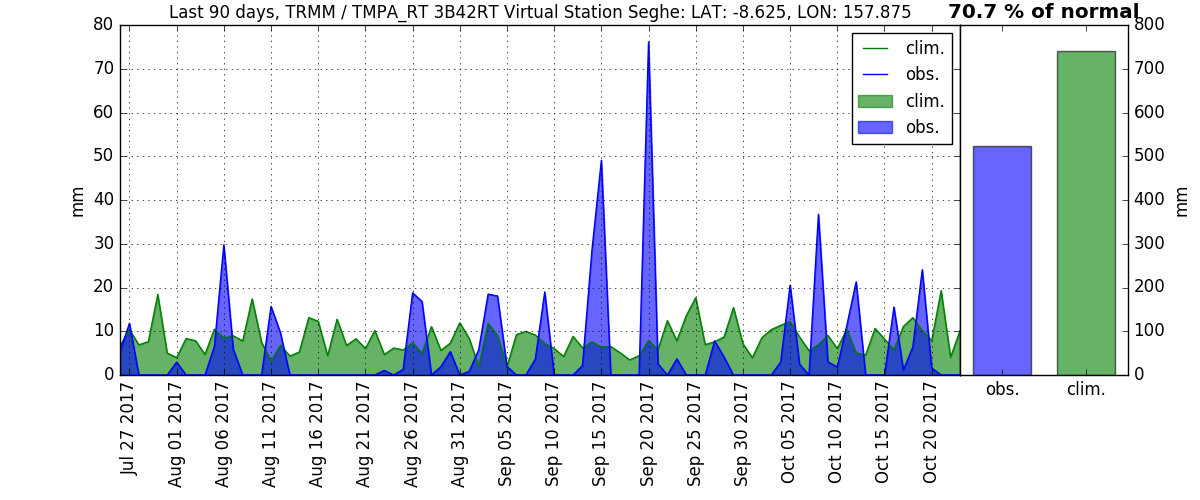 Last 90 days, TRMM / TMPA_RT 3B42RT Virtual Station Seghe: LAT: -8.625, LON: 157.875
70.7 % of normal
80
70
60
50
40
30
20
10
0
mm
clim.
obs.
clim.
obs.
800
700
600
500
400
300
200
100
0
mm
obs.
clim.
Jul 27 2017
Aug 01 2017
Aug 06 2017
Aug 11 2017
Aug 16 2017
Aug 21 2017
Aug 26 2017
Aug 31 2017
Sep 05 2017
Sep 10 2017
Sep 15 2017
Sep 20 2017
Sep 25 2017
Sep 30 2017
Oct 05 2017
Oct 10 2017
Oct 15 2017
Oct 20 2017